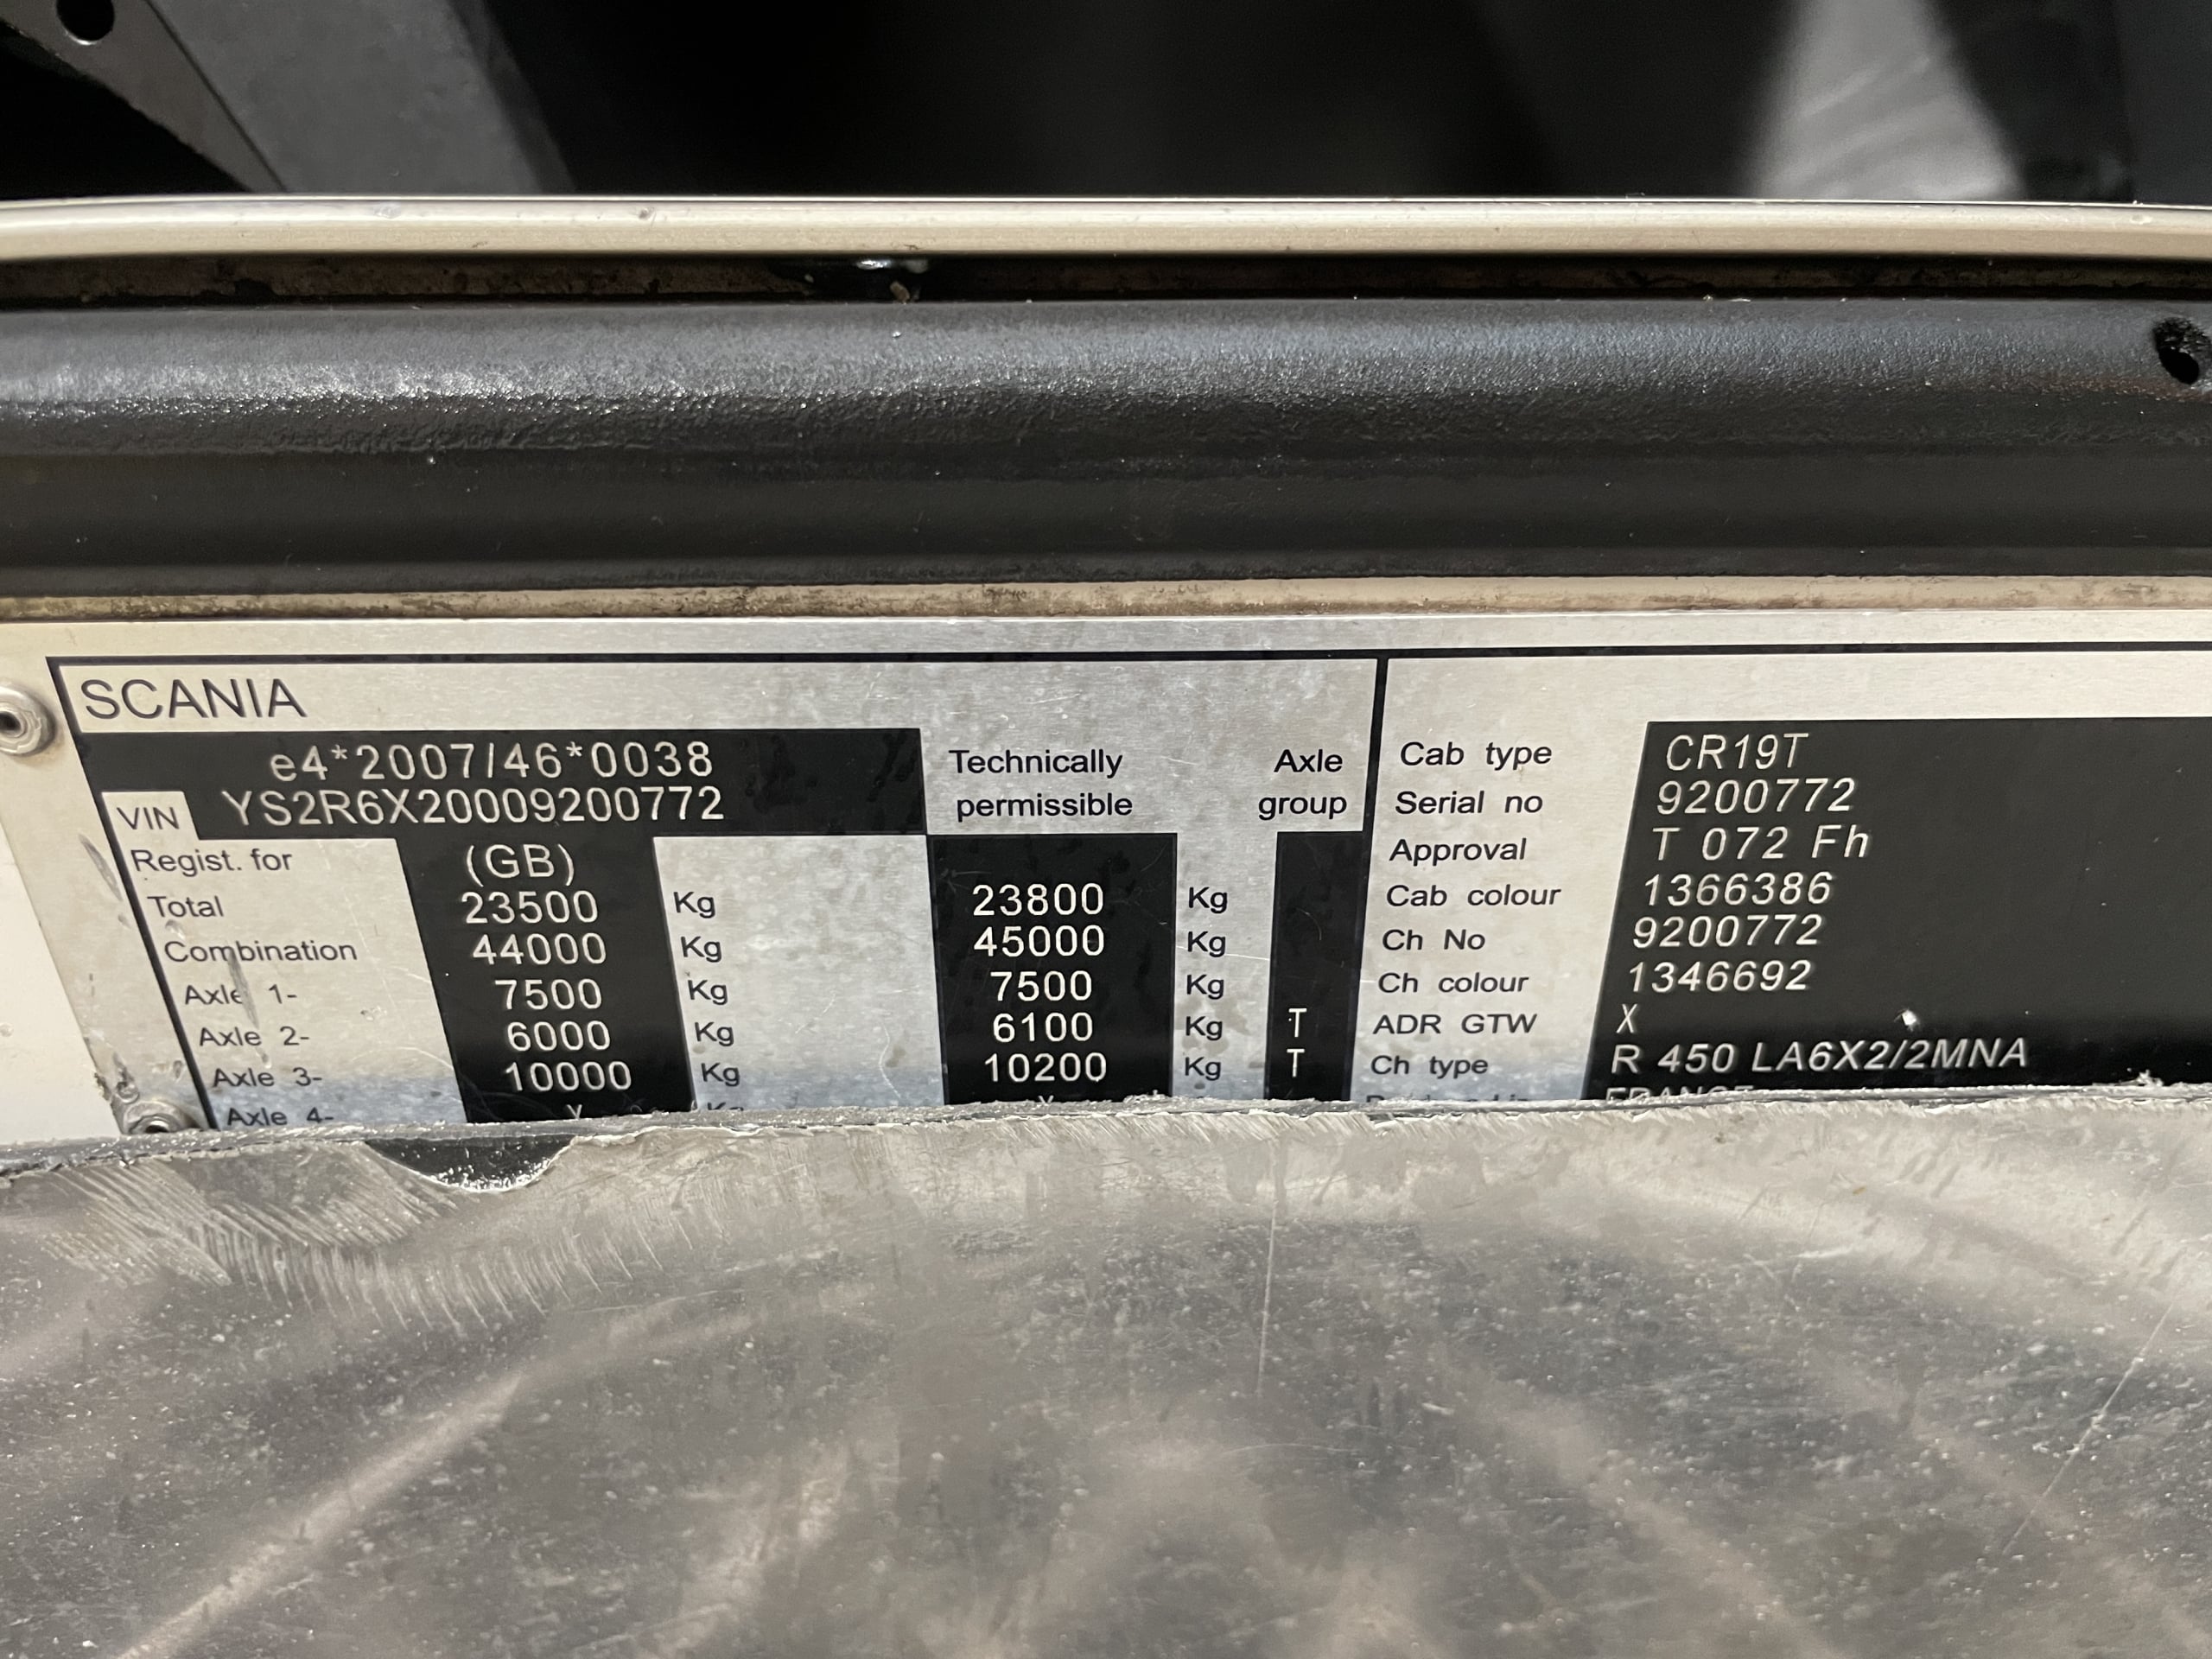 SCANIA
e4*2007/46*0038
VIN YS2R6X20009200772
Technically permissible
Axle group
Regist. for (GB)
Total 23500 Kg 23800 Kg
Combination 44000 Kg 45000 Kg
Axle 1- 7500 Kg 7500 Kg
Axle 2- 6000 Kg 6100 Kg T
Axle 3- 10000 Kg 10200 Kg T
Axle 4-
Cab type CR19T
Serial no 9200772
Approval T 072 Fh
Cab colour 1366386
Ch No 9200772
Ch colour 1346692
ADR GTW X
Ch type R 450 LA6X2/2MNA